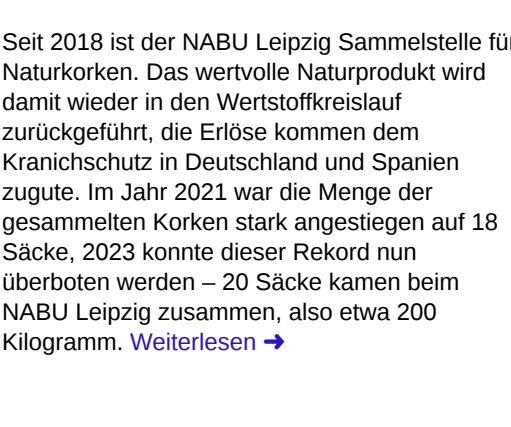 Seit 2018 ist der NABU Leipzig Sammelstelle für
Naturkorken. Das wertvolle Naturprodukt wird
damit wieder in den Wertstoffkreislauf
zurückgeführt, die Erlöse kommen dem
Kranichschutz in Deutschland und Spanien
zugute. Im Jahr 2021 war die Menge der
gesammelten Korken stark angestiegen auf 18
Säcke, 2023 konnte dieser Rekord nun
überboten werden – 20 Säcke kamen beim
NABU Leipzig zusammen, also etwa 200
Kilogramm. Weiterlesen ➜